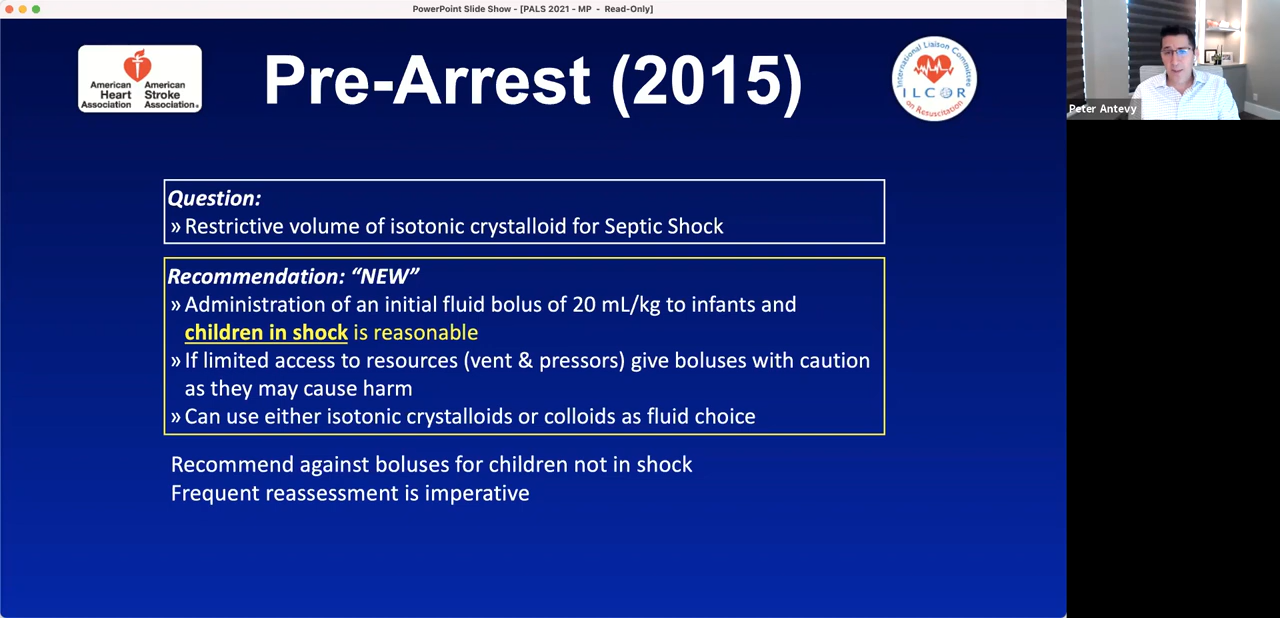 PowerPoint Slide Show - [PALS 2021 - MP - Read-Only]
American Heart Association
American Stroke Association®
Pre-Arrest (2015)
International Liaison Committee
ILCOR
on Resuscitation
Peter Antevy
Question:
» Restrictive volume of isotonic crystalloid for Septic Shock
Recommendation: “NEW”
» Administration of an initial fluid bolus of 20 mL/kg to infants and
children in shock is reasonable
» If limited access to resources (vent & pressors) give boluses with caution
as they may cause harm
» Can use either isotonic crystalloids or colloids as fluid choice
Recommend against boluses for children not in shock
Frequent reassessment is imperative